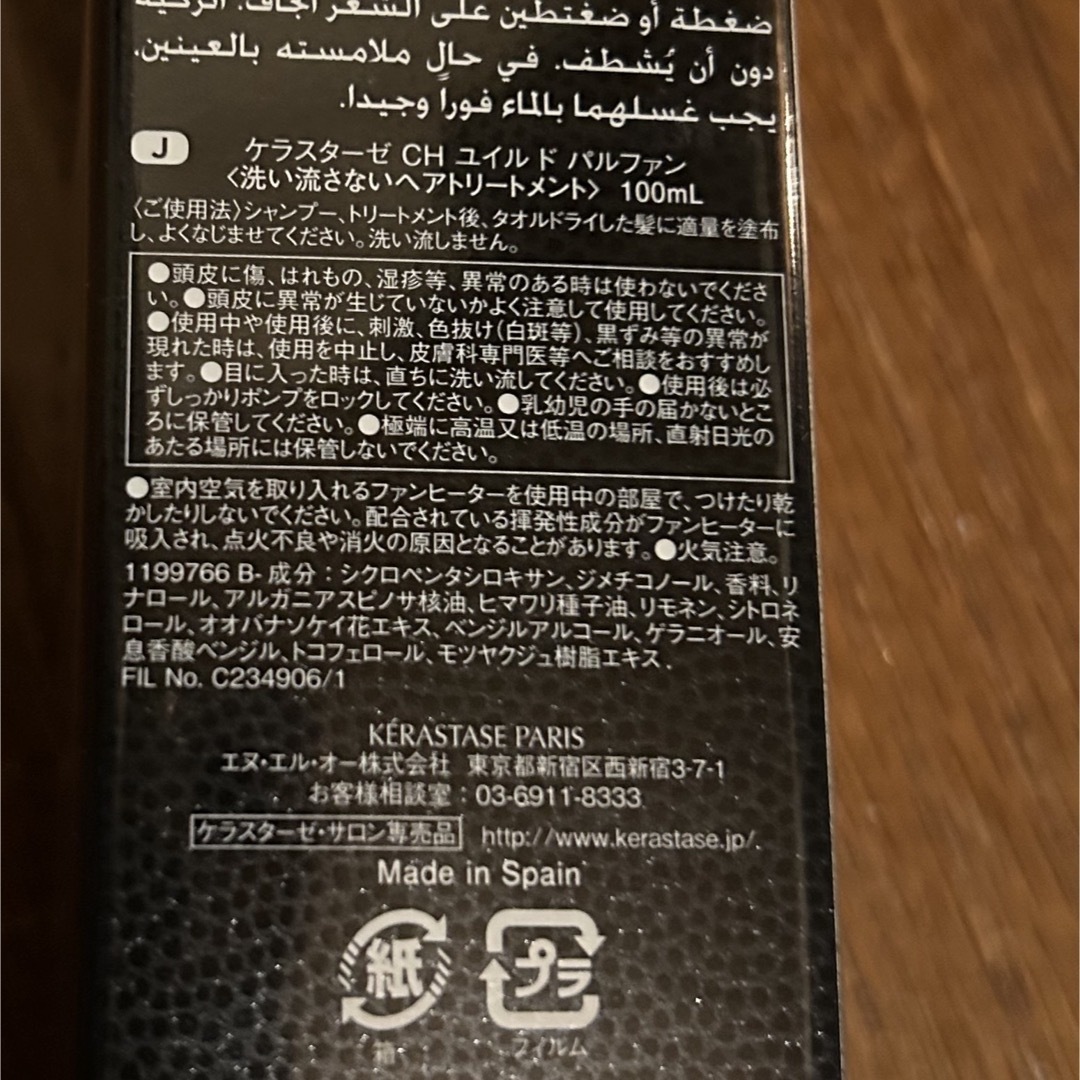 ضغطة أو ضغطتين على الشعر الجاف.
دون أن يُشطف. في حالٍ ملامسته بالعينين.
يجب غسلهما بالماء فوراً وجيدا.
J ケラスターゼ CH ユイル ド パルファン
〈洗い流さないヘアトリートメント〉 100mL
〈ご使用法〉シャンプー、トリートメント後、タオルドライした髪に適量を塗布
し、よくなじませてください。洗い流しません。
●頭皮に傷、はれもの、湿疹等、異常のある時は使わないでくださ
い。●頭皮に異常が生じていないかよく注意して使用してください。
●使用中や使用後に、刺激、色抜け(白斑等)、黒ずみ等の異常が
現れた時は、使用を中止し、皮膚科専門医等へご相談をおすすめし
ます。●目に入った時は、直ちに洗い流してください。●使用後は必
ずしっかりポンプをロックしてください。●乳幼児の手の届かないとこ
ろに保管してください。●極端に高温又は低温の場所、直射日光の
あたる場所には保管しないでください。
●室内空気を取り入れるファンヒーターを使用中の部屋で、つけたり乾
かしたりしないでください。配合されている揮発性成分がファンヒーターに
吸入され、点火不良や消火の原因となることがあります。●火気注意。
1199766 B- 成分：シクロペンタシロキサン、ジメチコノール、香料、リ
ナロール、アルガニアスピノサ核油、ヒマワリ種子油、リモネン、シトロネ
ロール、オオバナソケイ花エキス、ベンジルアルコール、ゲラニオール、安
息香酸ベンジル、トコフェロール、モツヤクジュ樹脂エキス .
FIL No. C234906/1
KÉRASTASE PARIS
エヌ・エル・オー株式会社 東京都新宿区西新宿3-7-1
お客様相談室：03-6911-8333
ケラスターゼ・サロン専売品 http://www.kerastase.jp/.
Made in Spain
紙 プラ
箱 フィルム